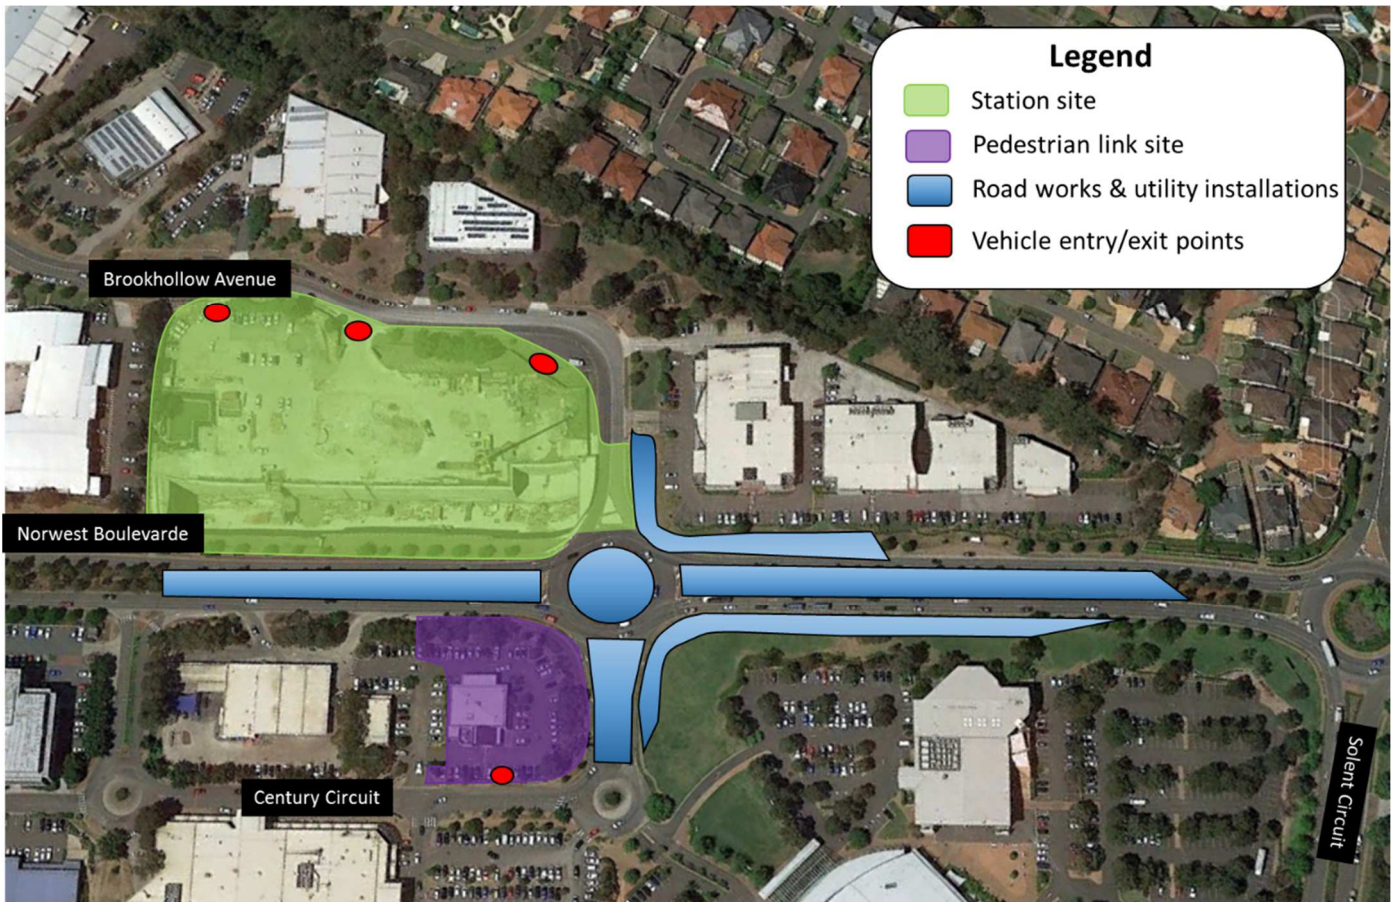 Legend
Station site
Pedestrian link site
Road works & utility installations
Vehicle entry/exit points
Brookhollow Avenue
Norwest Boulevarde
Century Circuit
Solent Circuit